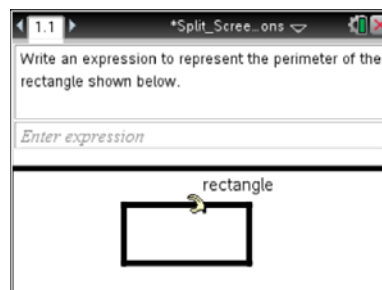 1.1 *Split_Scree...ons
Write an expression to represent the perimeter of the
rectangle shown below.
Enter expression
rectangle